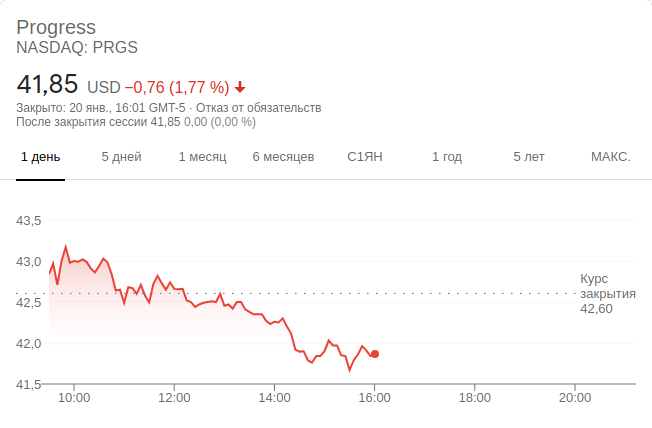 Progress
NASDAQ: PRGS
41,85 USD −0,76 (1,77 %)
Закрыто: 20 янв., 16:01 GMT-5 · Отказ от обязательств
После закрытия сессии 41,85 0,00 (0,00 %)
1 день 5 дней 1 месяц 6 месяцев С1ЯН 1 год 5 лет МАКС.
43,5
43,0
Курс
закрытия
42,60
42,5
42,0
41,5
10:00 12:00 14:00 16:00 18:00 20:00